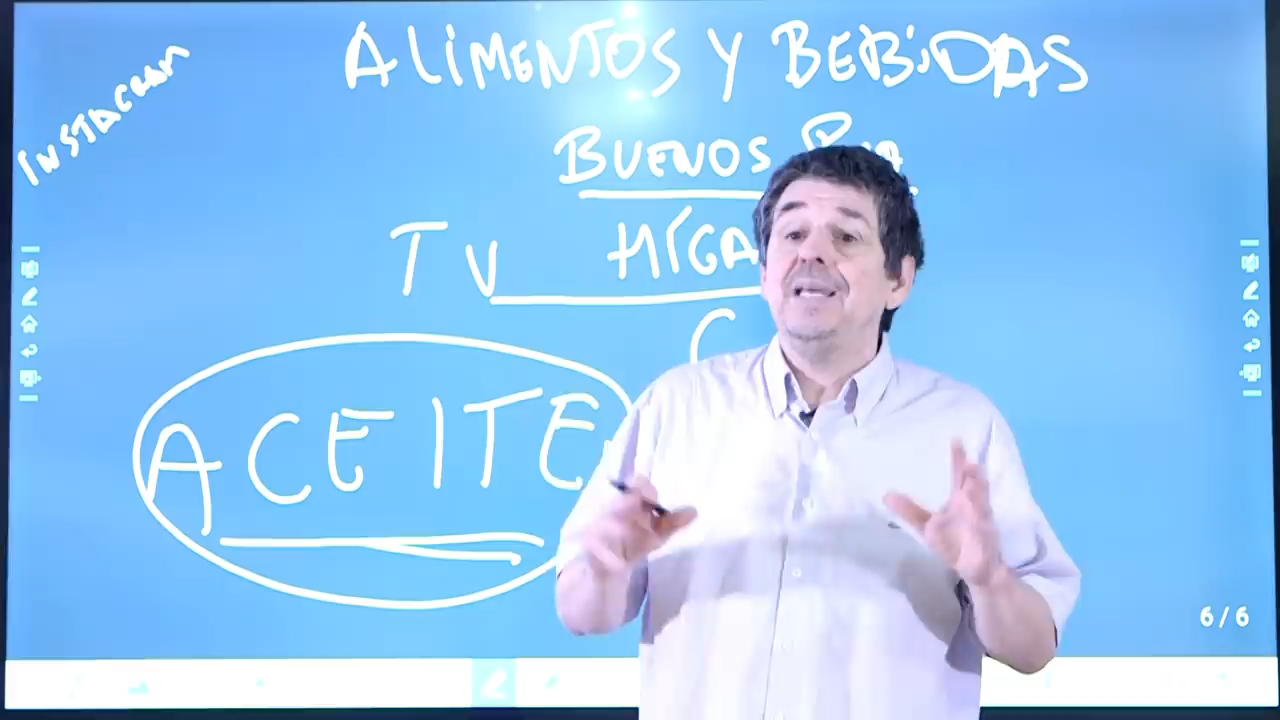 ALIMENTOS Y BEBIDAS
INSTAGRAM
BUENOS
TV
ACEITE
6/6